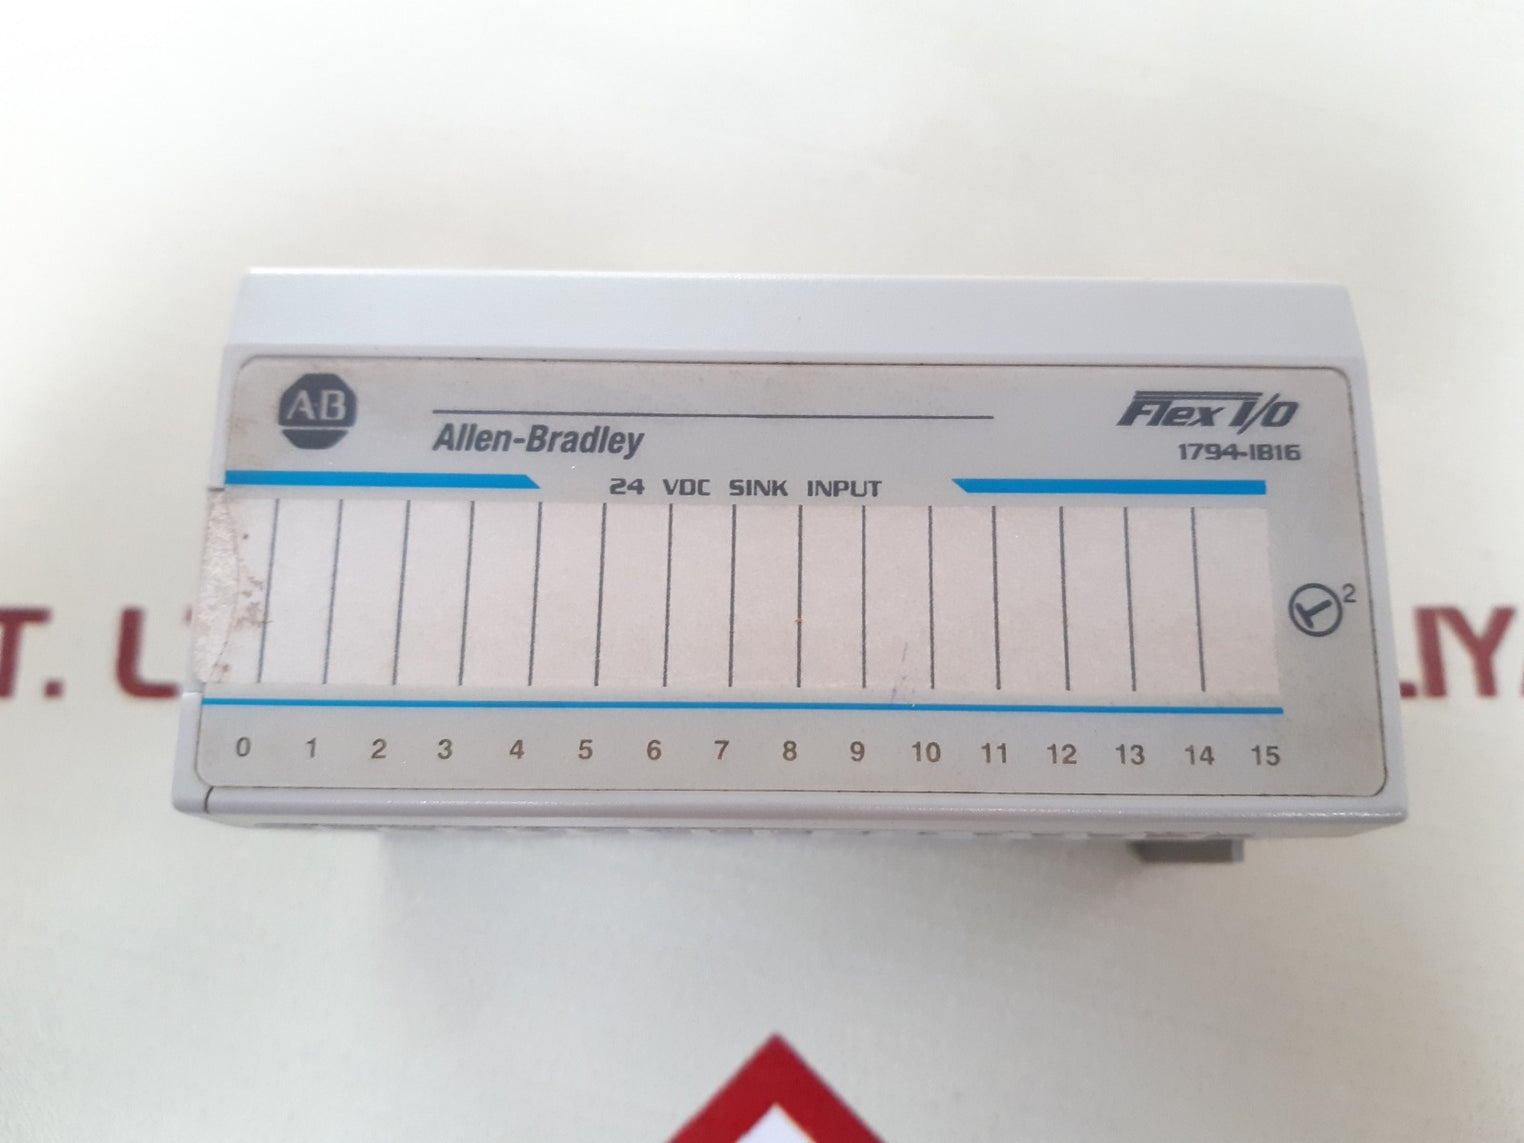 AB
Allen-Bradley
Flex I/O
1794-IB16
24 VDC SINK INPUT
2
0 1 2 3 4 5 6 7 8 9 10 11 12 13 14 15
T.